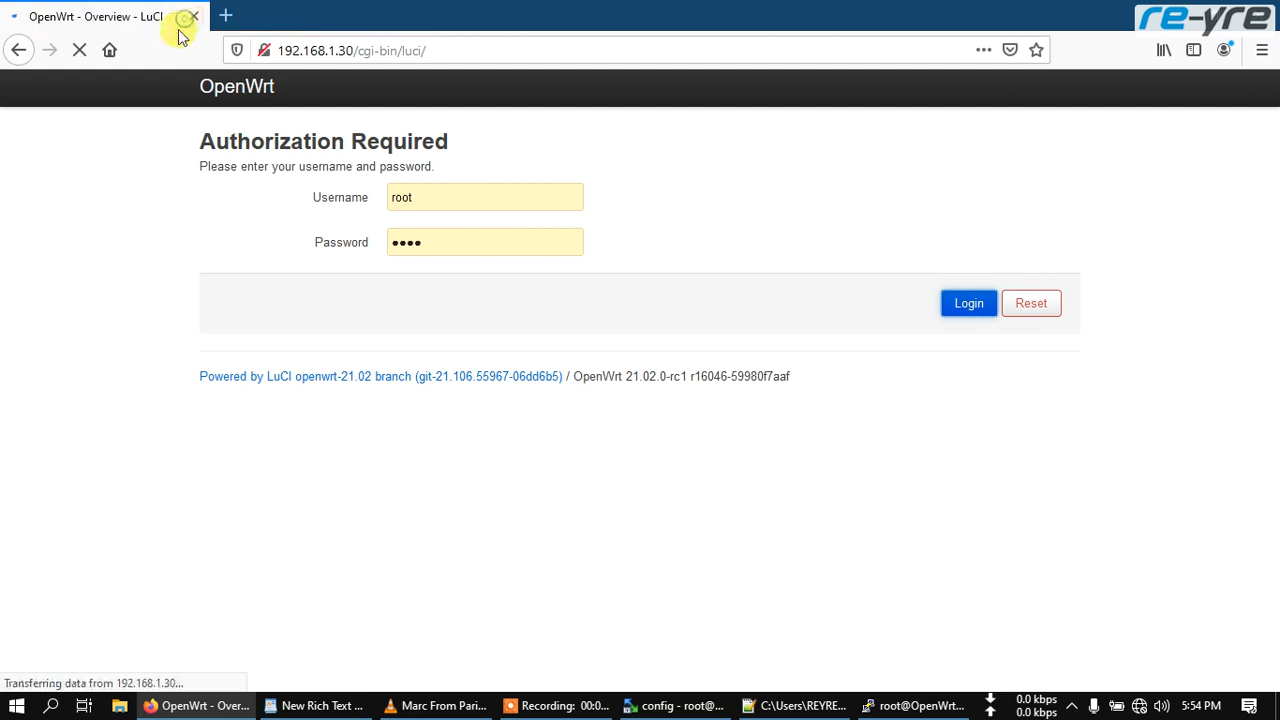 OpenWrt - Overview - LuCI
re-yre
192.168.1.30/cgi-bin/luci/
OpenWrt
Authorization Required
Please enter your username and password.
Username root
Password ••••
Login Reset
Powered by LuCI openwrt-21.02 branch (git-21.106.55967-06dd6b5) / OpenWrt 21.02.0-rc1 r16046-59980f7aaf
Transferring data from 192.168.1.30...
OpenWrt - Over... New Rich Text ... Marc From Pari... Recording: 00:0... config - root@... C:\Users\REYRE... root@OpenWrt... 0.0 kbps 5:54 PM
0.0 kbps